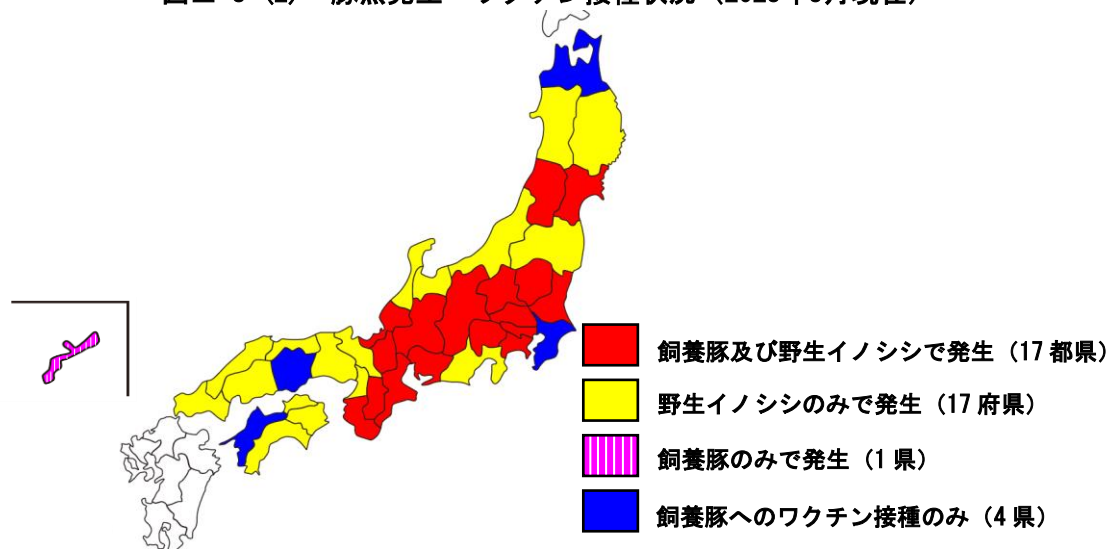 飼養豚及び野生イノシシで発生（17 都県）
野生イノシシのみで発生（17 府県）
飼養豚のみで発生（1 県）
飼養豚へのワクチン接種のみ（4 県）